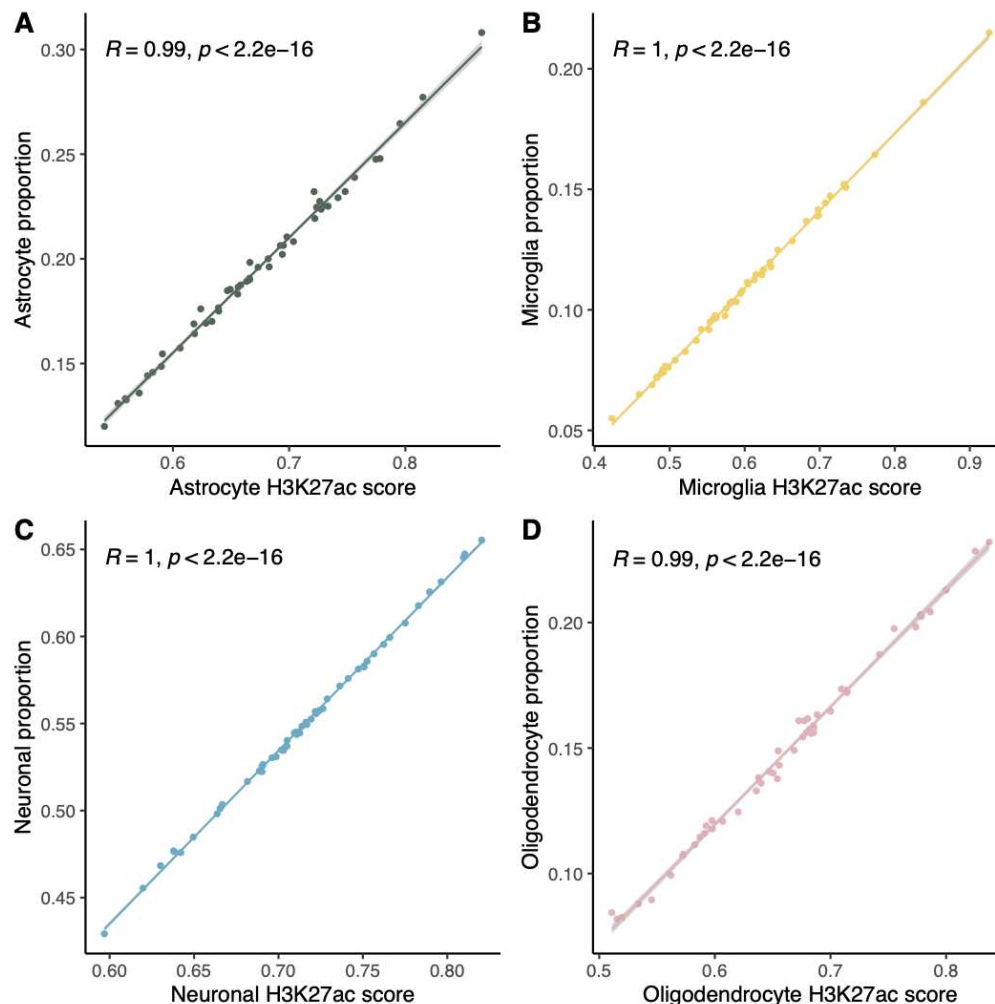 A
R = 0.99, p < 2.2e−16
0.30
0.25
0.20
0.15
Astrocyte proportion
0.6 0.7 0.8
Astrocyte H3K27ac score
B
R = 1, p < 2.2e−16
0.20
0.15
0.10
0.05
Microglia proportion
0.4 0.5 0.6 0.7 0.8 0.9
Microglia H3K27ac score
C
R = 1, p < 2.2e−16
0.65
0.60
0.55
0.50
0.45
Neuronal proportion
0.60 0.65 0.70 0.75 0.80
Neuronal H3K27ac score
D
R = 0.99, p < 2.2e−16
0.20
0.15
0.10
Oligodendrocyte proportion
0.5 0.6 0.7 0.8
Oligodendrocyte H3K27ac score